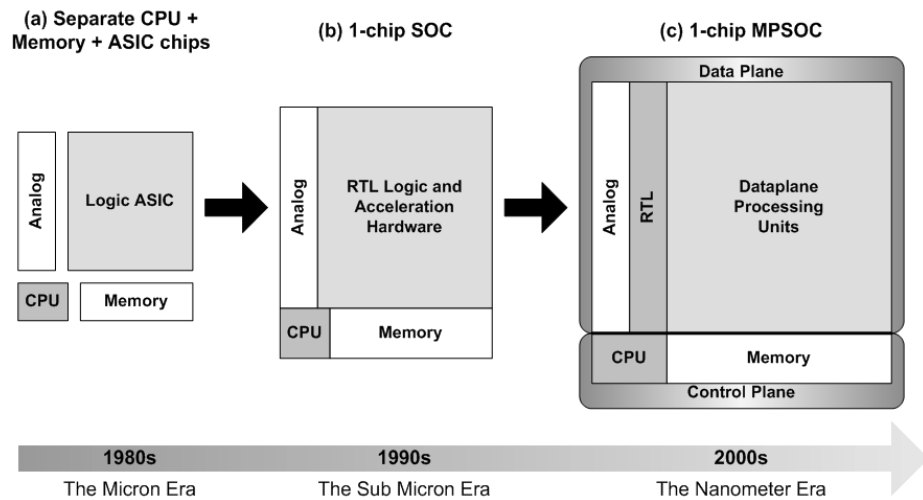 (a) Separate CPU +
Memory + ASIC chips
(b) 1-chip SOC
(c) 1-chip MPSOC
Data Plane
Analog
Logic ASIC
CPU
Memory
Analog
RTL Logic and
Acceleration
Hardware
CPU
Memory
Analog
RTL
Dataplane
Processing
Units
CPU
Memory
Control Plane
1980s
1990s
2000s
The Micron Era
The Sub Micron Era
The Nanometer Era